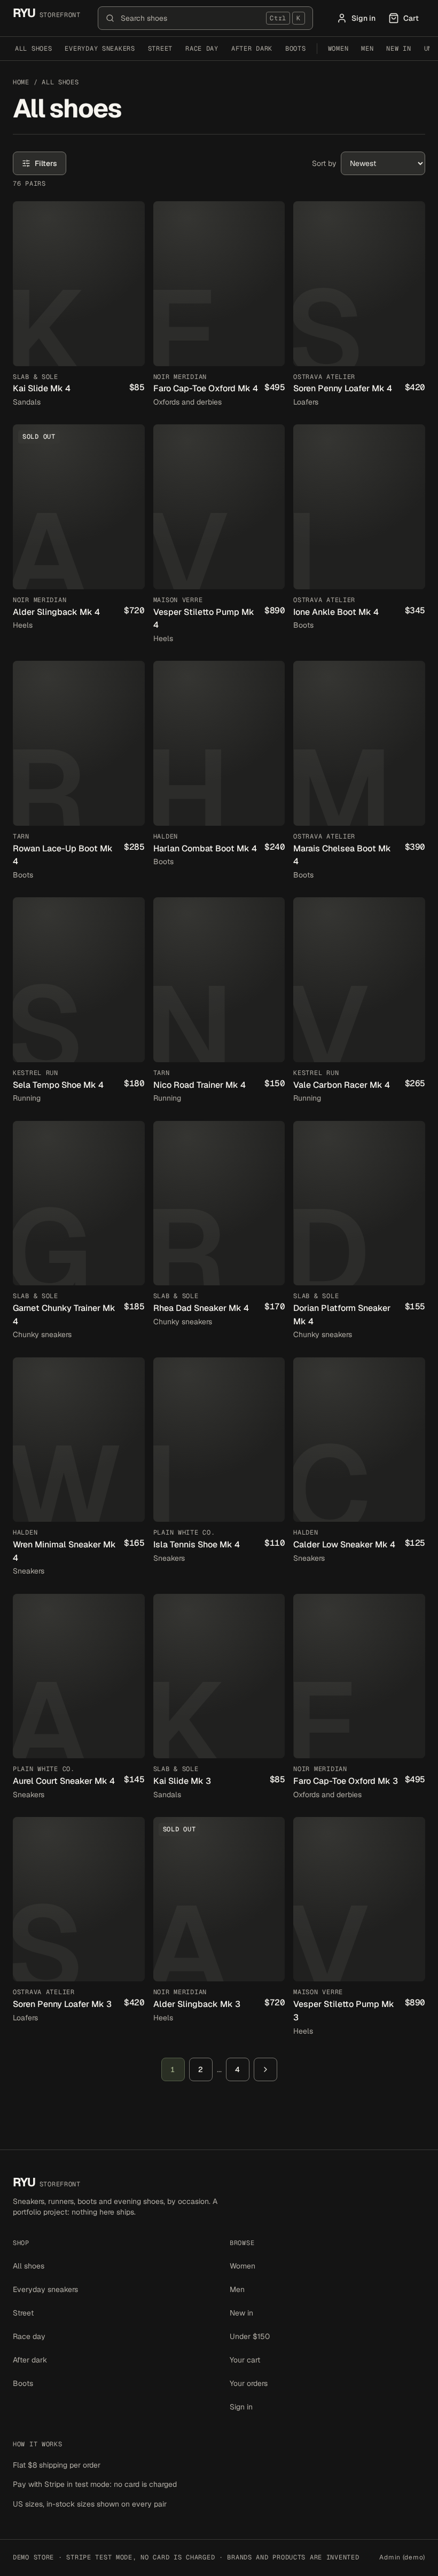 RYU STOREFRONT
Search shoes Ctrl K
Sign in
Cart
ALL SHOES EVERYDAY SNEAKERS STREET RACE DAY AFTER DARK BOOTS WOMEN MEN NEW IN
HOME / ALL SHOES
All shoes
Filters
Sort by Newest
76 PAIRS
K F S
SLAB & SOLE
Kai Slide Mk 4 $85
Sandals
NOIR MERIDIAN
Faro Cap-Toe Oxford Mk 4 $495
Oxfords and derbies
OSTRAVA ATELIER
Soren Penny Loafer Mk 4 $420
Loafers
SOLD OUT
A V I
NOIR MERIDIAN
Alder Slingback Mk 4 $720
Heels
MAISON VERRE
Vesper Stiletto Pump Mk $890
4
Heels
OSTRAVA ATELIER
Ione Ankle Boot Mk 4 $345
Boots
R H M
TARN
Rowan Lace-Up Boot Mk $285
4
Boots
HALDEN
Harlan Combat Boot Mk 4 $240
Boots
OSTRAVA ATELIER
Marais Chelsea Boot Mk $390
4
Boots
S N V
KESTREL RUN
Sela Tempo Shoe Mk 4 $180
Running
TARN
Nico Road Trainer Mk 4 $150
Running
KESTREL RUN
Vale Carbon Racer Mk 4 $265
Running
G R D
SLAB & SOLE
Garnet Chunky Trainer Mk $185
4
Chunky sneakers
SLAB & SOLE
Rhea Dad Sneaker Mk 4 $170
Chunky sneakers
SLAB & SOLE
Dorian Platform Sneaker $155
Mk 4
Chunky sneakers
W I C
HALDEN
Wren Minimal Sneaker Mk $165
4
Sneakers
PLAIN WHITE CO.
Isla Tennis Shoe Mk 4 $110
Sneakers
HALDEN
Calder Low Sneaker Mk 4 $125
Sneakers
A K F
PLAIN WHITE CO.
Aurel Court Sneaker Mk 4 $145
Sneakers
SLAB & SOLE
Kai Slide Mk 3 $85
Sandals
NOIR MERIDIAN
Faro Cap-Toe Oxford Mk 3 $495
Oxfords and derbies
SOLD OUT
S A V
OSTRAVA ATELIER
Soren Penny Loafer Mk 3 $420
Loafers
NOIR MERIDIAN
Alder Slingback Mk 3 $720
Heels
MAISON VERRE
Vesper Stiletto Pump Mk $890
3
Heels
1 2 … 4
RYU STOREFRONT
Sneakers, runners, boots and evening shoes, by occasion. A
portfolio project: nothing here ships.
SHOP
All shoes
Everyday sneakers
Street
Race day
After dark
Boots
BROWSE
Women
Men
New in
Under $150
Your cart
Your orders
Sign in
HOW IT WORKS
Flat $8 shipping per order
Pay with Stripe in test mode: no card is charged
US sizes, in-stock sizes shown on every pair
DEMO STORE · STRIPE TEST MODE, NO CARD IS CHARGED · BRANDS AND PRODUCTS ARE INVENTED
Admin (demo)